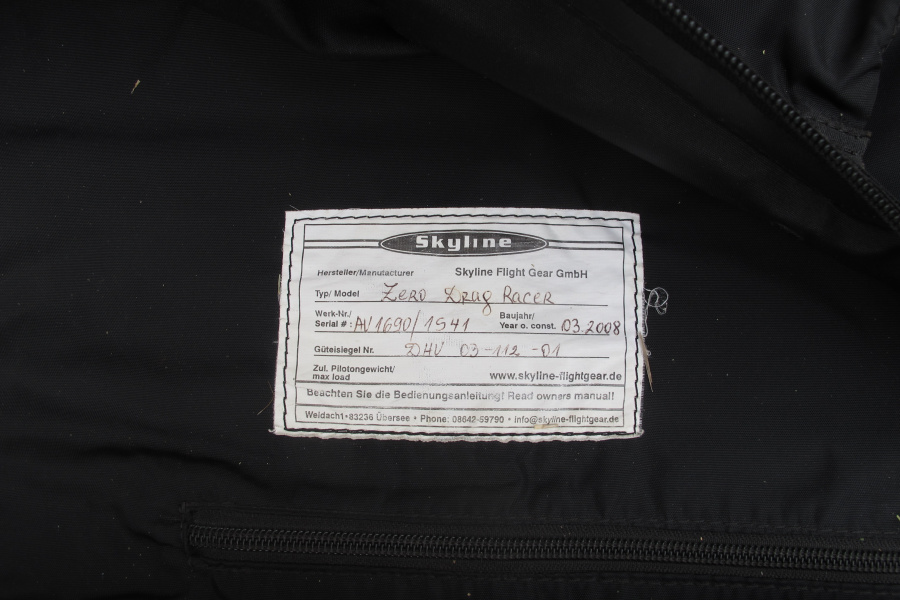 Skyline
Hersteller/Manufacturer Skyline Flight Gear GmbH
Typ/ Model Zero Drag Racer
Werk-Nr./ Baujahr/
Serial # : AV1690/1541 Year o. const. 03.2008
Gütesiegel Nr. DHV 03-112-01
Zul. Pilotongewicht/
max load www.skyline-flightgear.de
Beachten Sie die Bedienungsanleitung! Read owners manual!
Weidach1•83236 Übersee • Phone: 08642-59790 • info@skyline-flightgear.de